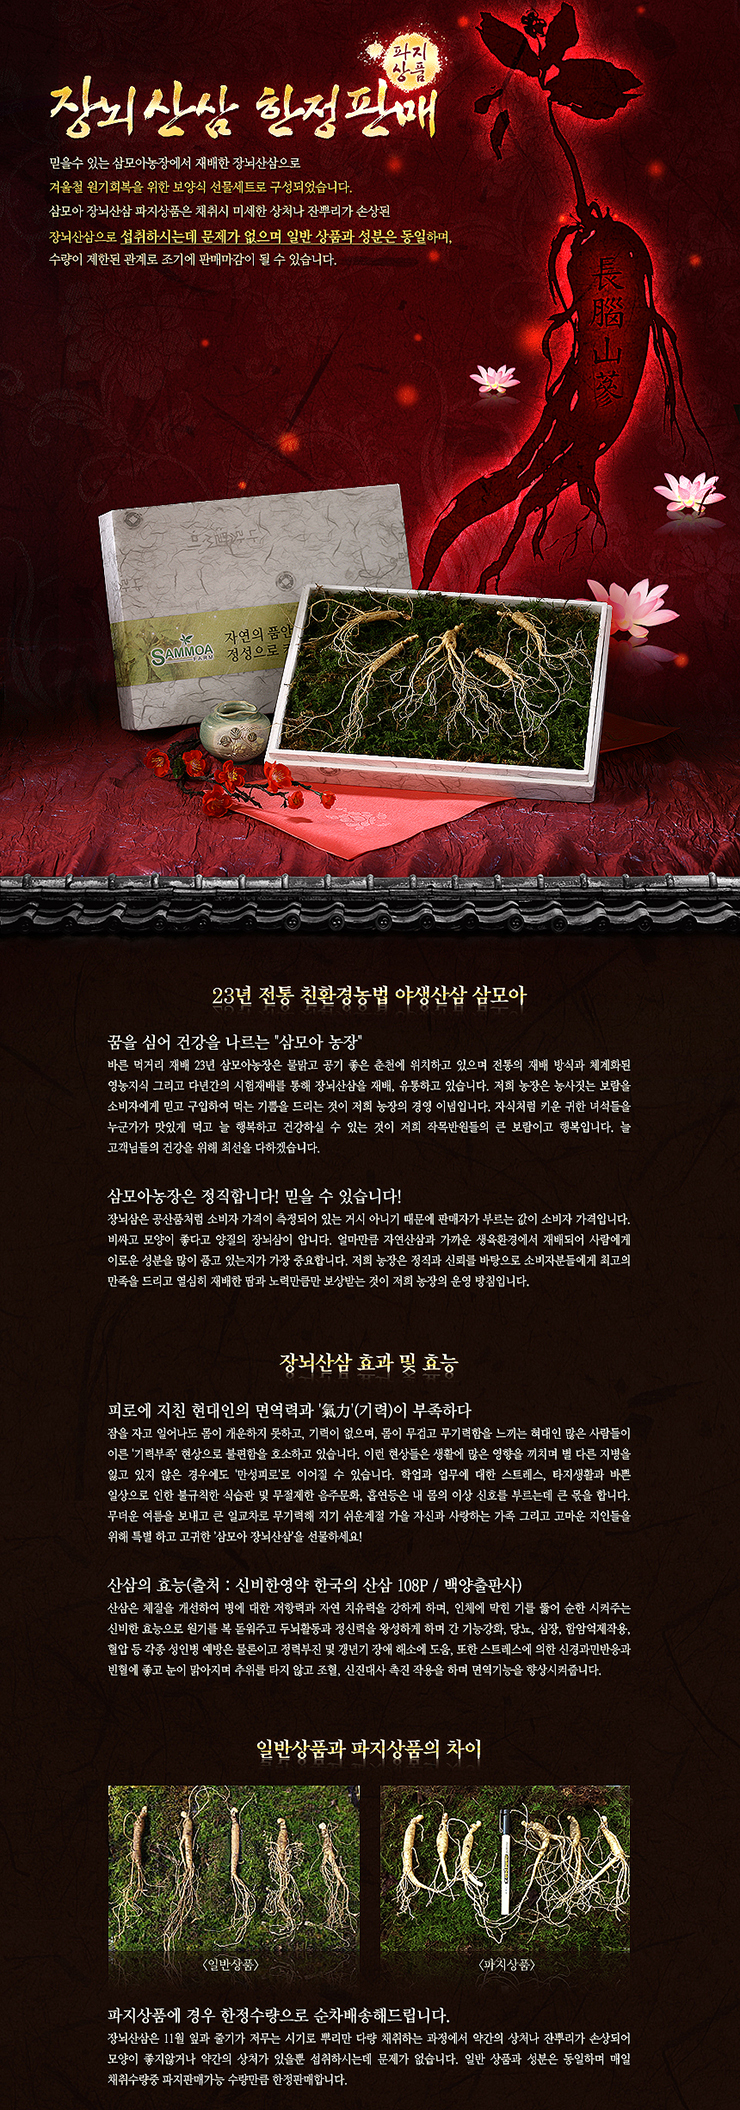 파지
상품
장뇌산삼 한정판매
믿을수 있는 삼모아농장에서 재배한 장뇌산삼으로
겨울철 원기회복을 위한 보양식 선물세트로 구성되었습니다.
삼모아 장뇌산삼 파지상품은 채취시 미세한 상처나 잔뿌리가 손상된
장뇌산삼으로 섭취하시는데 문제가 없으며 일반 상품과 성분은 동일하며,
수량이 제한된 관계로 조기에 판매마감이 될 수 있습니다.
長腦山蔘
SAMMOA
FARM
자연의 품안
정성으로
23년 전통 친환경농법 야생산삼 삼모아
꿈을 심어 건강을 나르는 "삼모아 농장"
바른 먹거리 재배 23년 삼모아농장은 물맑고 공기 좋은 춘천에 위치하고 있으며 전통의 재배 방식과 체계화된
영농지식 그리고 다년간의 시험재배를 통해 장뇌산삼을 재배, 유통하고 있습니다. 저희 농장은 농사짓는 보람을
소비자에게 믿고 구입하여 먹는 기쁨을 드리는 것이 저희 농장의 경영 이념입니다. 자식처럼 키운 귀한 녀석들을
누군가가 맛있게 먹고 늘 행복하고 건강하실 수 있는 것이 저희 작목반원들의 큰 보람이고 행복입니다. 늘
고객님들의 건강을 위해 최선을 다하겠습니다.
삼모아농장은 정직합니다! 믿을 수 있습니다!
장뇌삼은 공산품처럼 소비자 가격이 측정되어 있는 거시 아니기 때문에 판매자가 부르는 값이 소비자 가격입니다.
비싸고 모양이 좋다고 양질의 장뇌삼이 압니다. 얼마만큼 자연산삼과 가까운 생육환경에서 재배되어 사람에게
이로운 성분을 많이 품고 있는지가 가장 중요합니다. 저희 농장은 정직과 신뢰를 바탕으로 소비자분들에게 최고의
만족을 드리고 열심히 재배한 땀과 노력만큼만 보상받는 것이 저희 농장의 운영 방침입니다.
장뇌산삼 효과 및 효능
피로에 지친 현대인의 면역력과 '氣力'(기력)이 부족하다
잠을 자고 일어나도 몸이 개운하지 못하고, 기력이 없으며, 몸이 무겁고 무기력함을 느끼는 혀대인 많은 사람들이
이른 '기력부족' 현상으로 불편함을 호소하고 있습니다. 이런 현상들은 생활에 많은 영향을 끼치며 별 다른 지병을
잃고 있지 않은 경우에도 '만성피로'로 이어질 수 있습니다. 학업과 업무에 대한 스트레스, 타지생활과 바쁜
일상으로 인한 불규칙한 식습관 및 무절제한 음주문화, 흡연등은 내 몸의 이상 신호를 부르는데 큰 몫을 합니다.
무더운 여름을 보내고 큰 일교차로 무기력해 지기 쉬운계절 가을 자신과 사랑하는 가족 그리고 고마운 지인들을
위해 특별 하고 고귀한 '삼모아 장뇌산삼'을 선물하세요!
산삼의 효능(출처 : 신비한영약 한국의 산삼 108P / 백양출판사)
산삼은 체질을 개선하여 병에 대한 저항력과 자연 치유력을 강하게 하며, 인체에 막힌 기를 뚫어 순한 시켜주는
신비한 효능으로 원기를 복 돋워주고 두뇌활동과 정신력을 왕성하게 하며 간 기능강화, 당뇨, 심장, 합암억제작용,
혈압 등 각종 성인병 예방은 물론이고 정력부진 및 갱년기 장애 해소에 도움, 또한 스트레스에 의한 신경과민반응과
빈혈에 좋고 눈이 맑아지며 추위를 타지 않고 조혈, 신진대사 촉진 작용을 하며 면역기능을 향상시켜줍니다.
일반상품과 파지상품의 차이
〈일반상품〉
〈파지상품〉
파지상품에 경우 한정수량으로 순차배송해드립니다.
장뇌산삼은 11월 잎과 줄기가 저무는 시기로 뿌리만 다량 채취하는 과정에서 약간의 상처나 잔뿌리가 손상되어
모양이 좋지않거나 약간의 상처가 있을뿐 섭취하시는데 문제가 없습니다. 일반 상품과 성분은 동일하며 매일
채취수량중 파지판매가능 수량만큼 한정판매합니다.